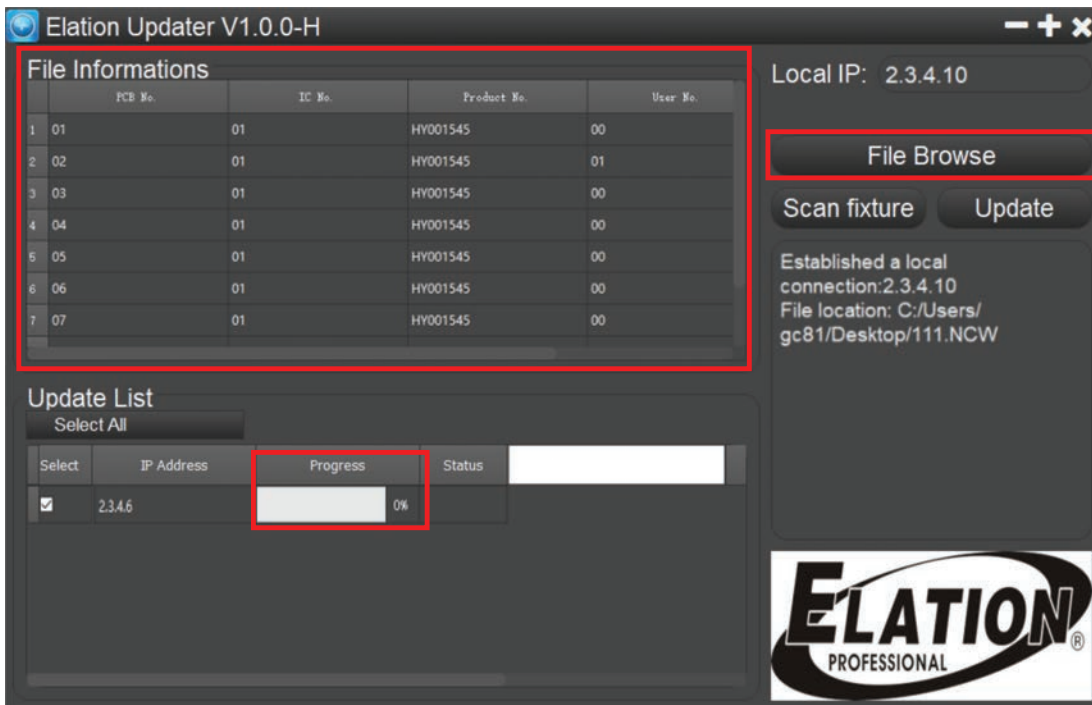 Elation Updater V1.0.0-H
File Informations
PCB No. IC No. Product No. User No.
1 01 01 HY001545 00
2 02 01 HY001545 01
3 03 01 HY001545 00
4 04 01 HY001545 00
5 05 01 HY001545 00
6 06 01 HY001545 00
7 07 01 HY001545 00
Update List
Select All
Select IP Address Progress Status
2.3.4.6 0%
Local IP: 2.3.4.10
File Browse
Scan fixture Update
Established a local
connection:2.3.4.10
File location: C:/Users/
gc81/Desktop/111.NCW
ELATION®
PROFESSIONAL